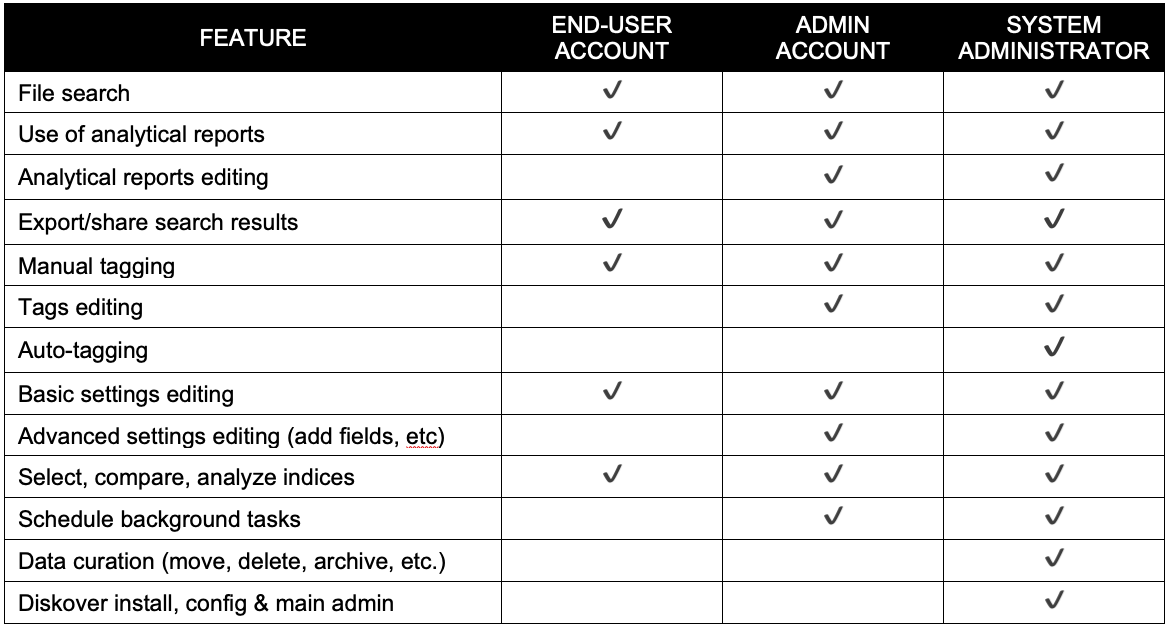 FEATURE END-USER ACCOUNT ADMIN ACCOUNT SYSTEM ADMINISTRATOR
File search ✓ ✓ ✓
Use of analytical reports ✓ ✓ ✓
Analytical reports editing ✓ ✓
Export/share search results ✓ ✓ ✓
Manual tagging ✓ ✓ ✓
Tags editing ✓ ✓
Auto-tagging ✓
Basic settings editing ✓ ✓ ✓
Advanced settings editing (add fields, etc) ✓ ✓
Select, compare, analyze indices ✓ ✓ ✓
Schedule background tasks ✓ ✓
Data curation (move, delete, archive, etc.) ✓
Diskover install, config & main admin ✓